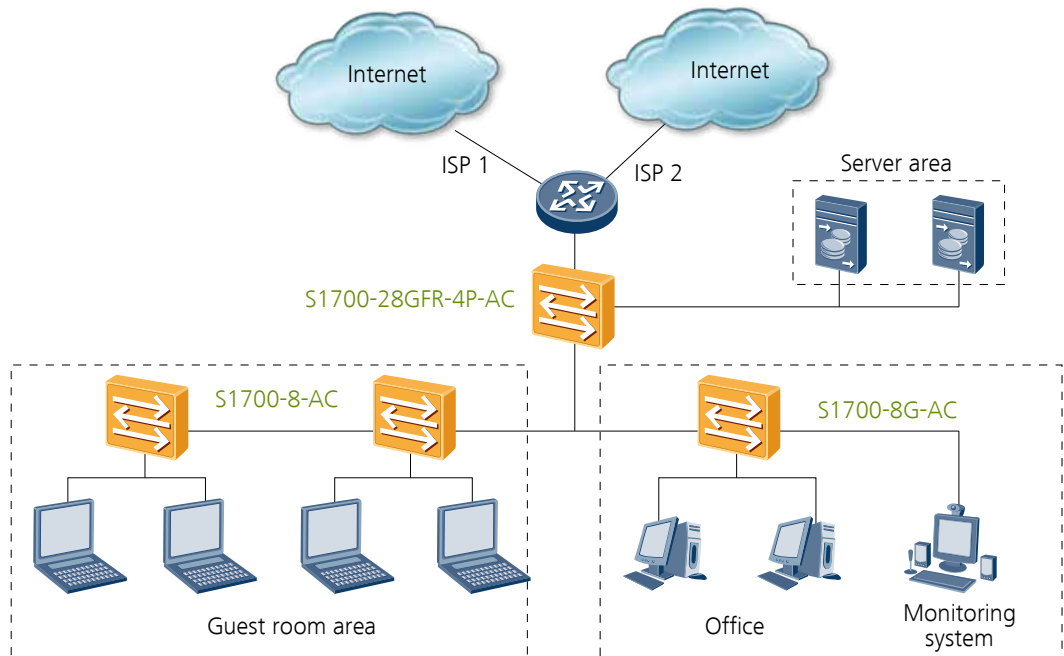 Internet
Internet
ISP 1
ISP 2
Server area
S1700-28GFR-4P-AC
S1700-8-AC
S1700-8G-AC
Guest room area
Office
Monitoring
system